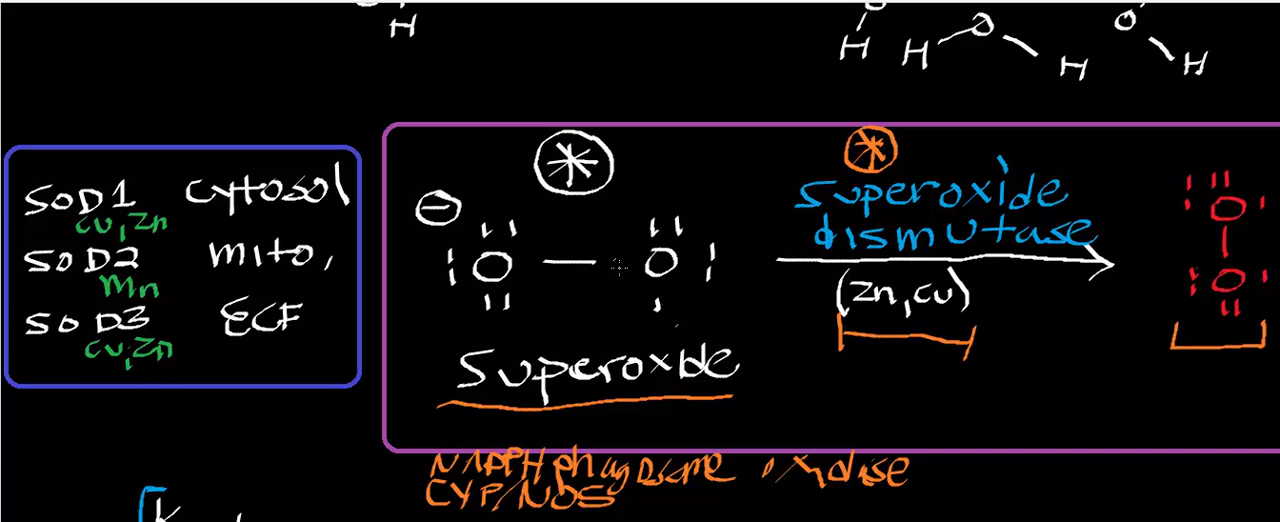 H
H
H
O
H
O
H
SOD1 cytosol
Cu, Zn
SOD2 mito,
Mn
SOD3 ECF
Cu, Zn
⊖
*
O — O
Superoxide
*
Superoxide
dismutase
(Zn, Cu)
O
O
NADPH phagosome oxidase
CYP/NOS